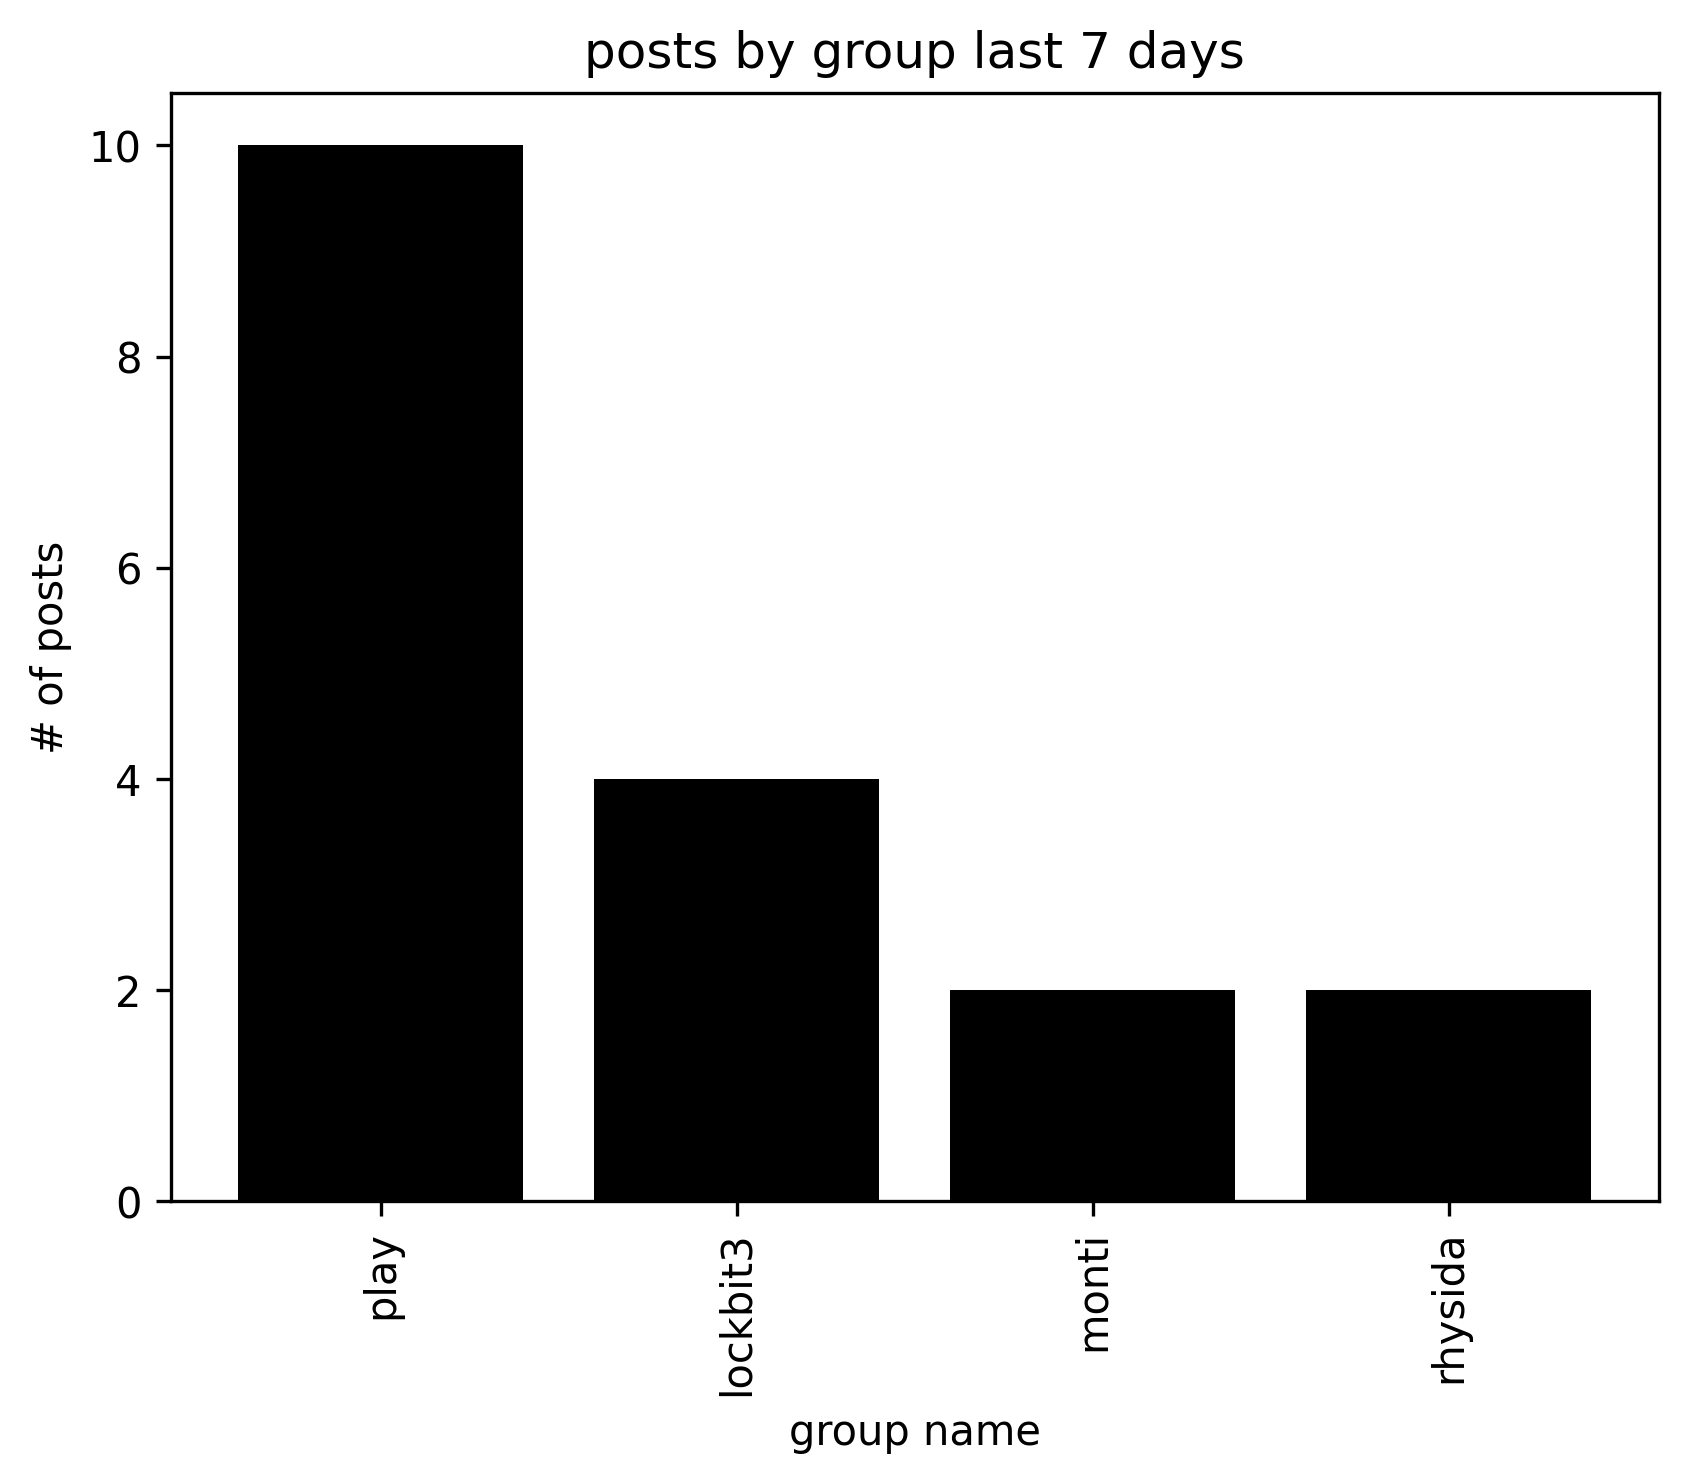 posts by group last 7 days
# of posts
10
8
6
4
2
0
play
lockbit3
monti
rhysida
group name